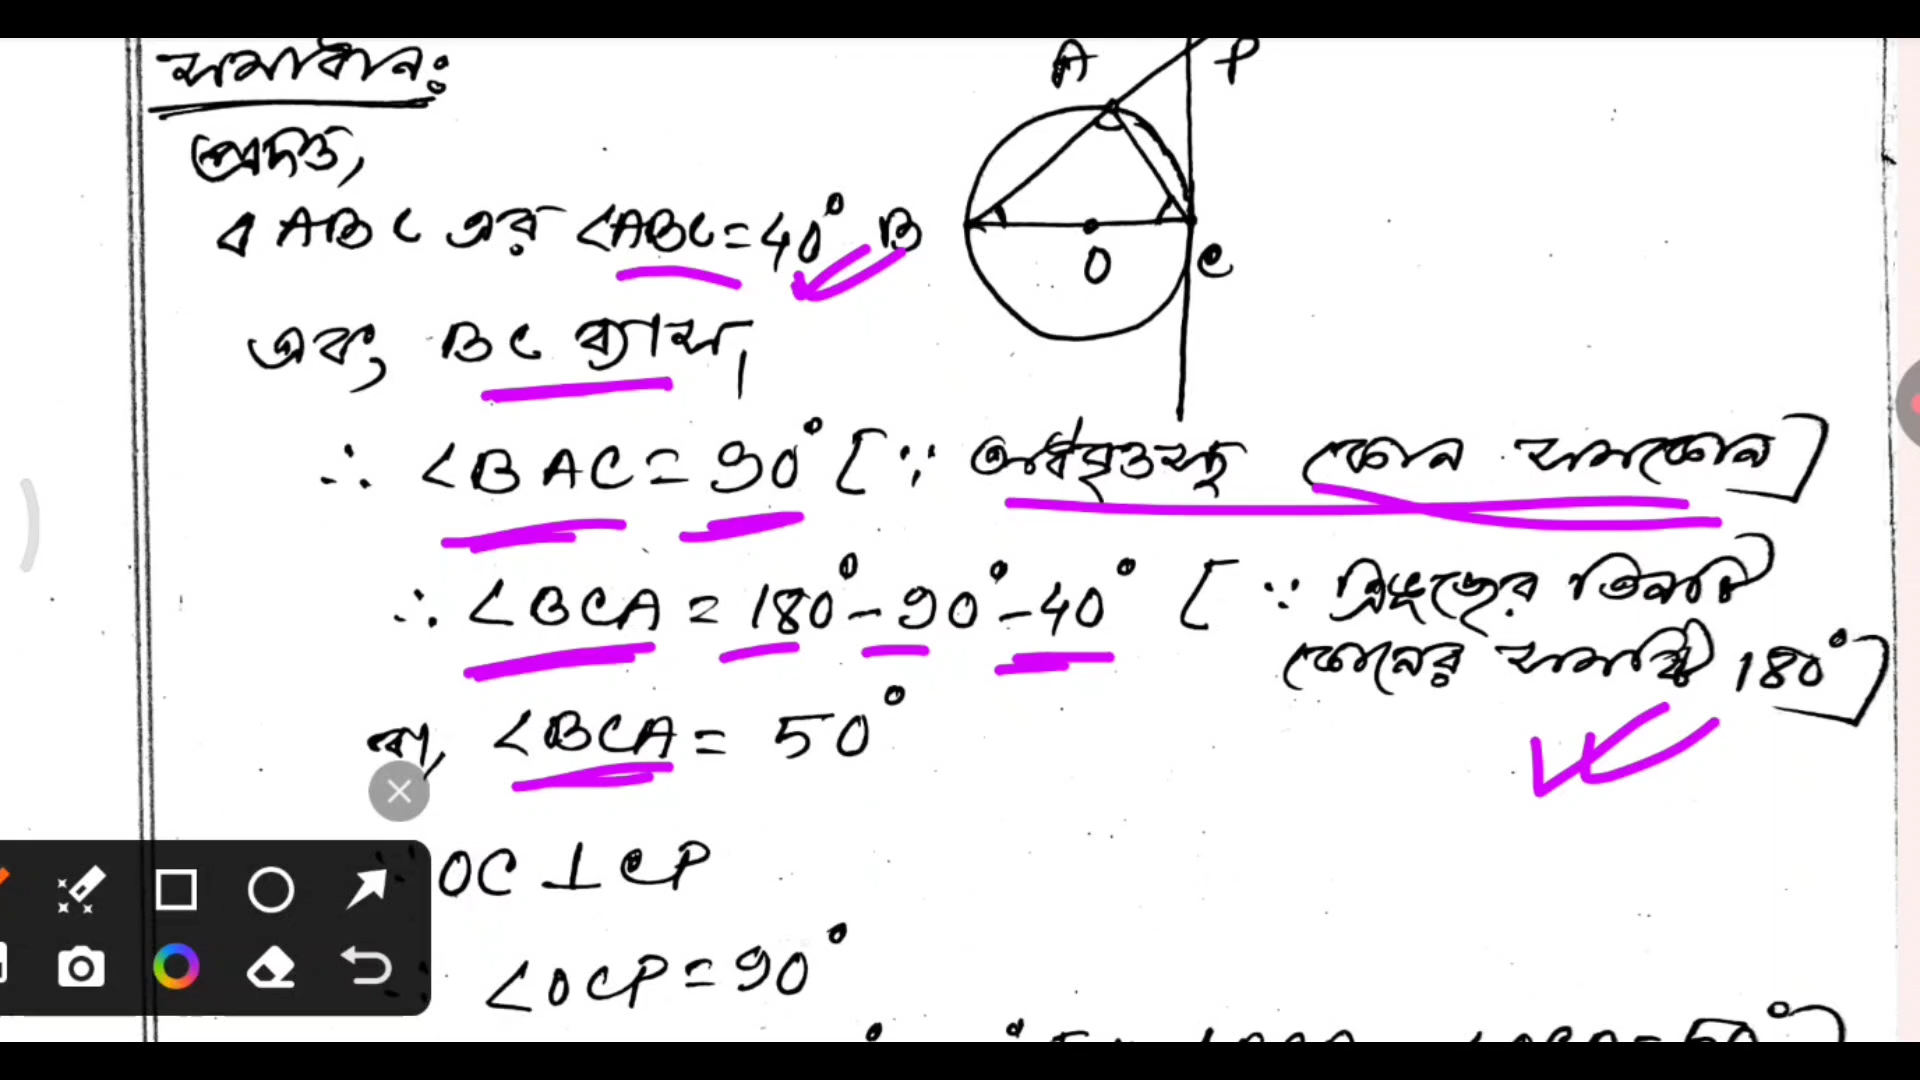 সমাধানঃ
A P
প্রদত্ত,
ABC এর ∠ABC = 40°
B O C
এবং, BC ব্যাস,
∴ ∠BAC = 90° [∵ অর্ধবৃত্তস্থ কোন সমকোন]
∴ ∠BCA = 180° - 90° - 40° [∵ ত্রিভুজের তিনটি
কোনের সমষ্টি 180°]
বা, ∠BCA = 50°
OC ⊥ CP
∠OCP = 90°